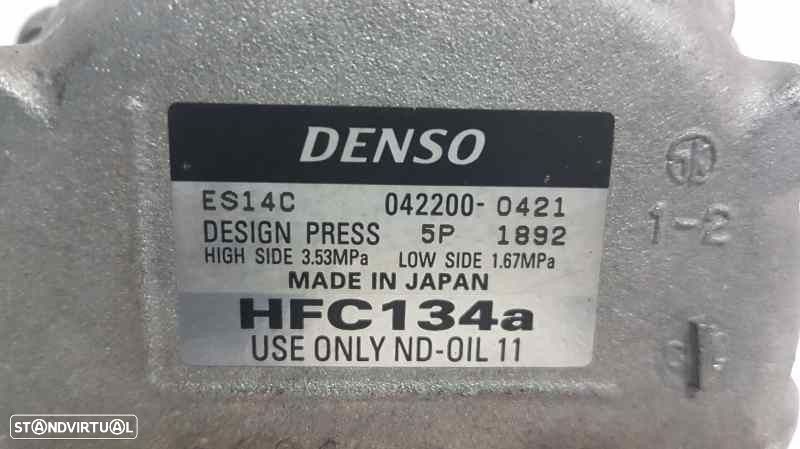 DENSO
ES14C 042200-0421
DESIGN PRESS 5P 1892
HIGH SIDE 3.53MPa LOW SIDE 1.67MPa
MADE IN JAPAN
HFC134a
USE ONLY ND-OIL 11
1-2
STANDVIRTUAL